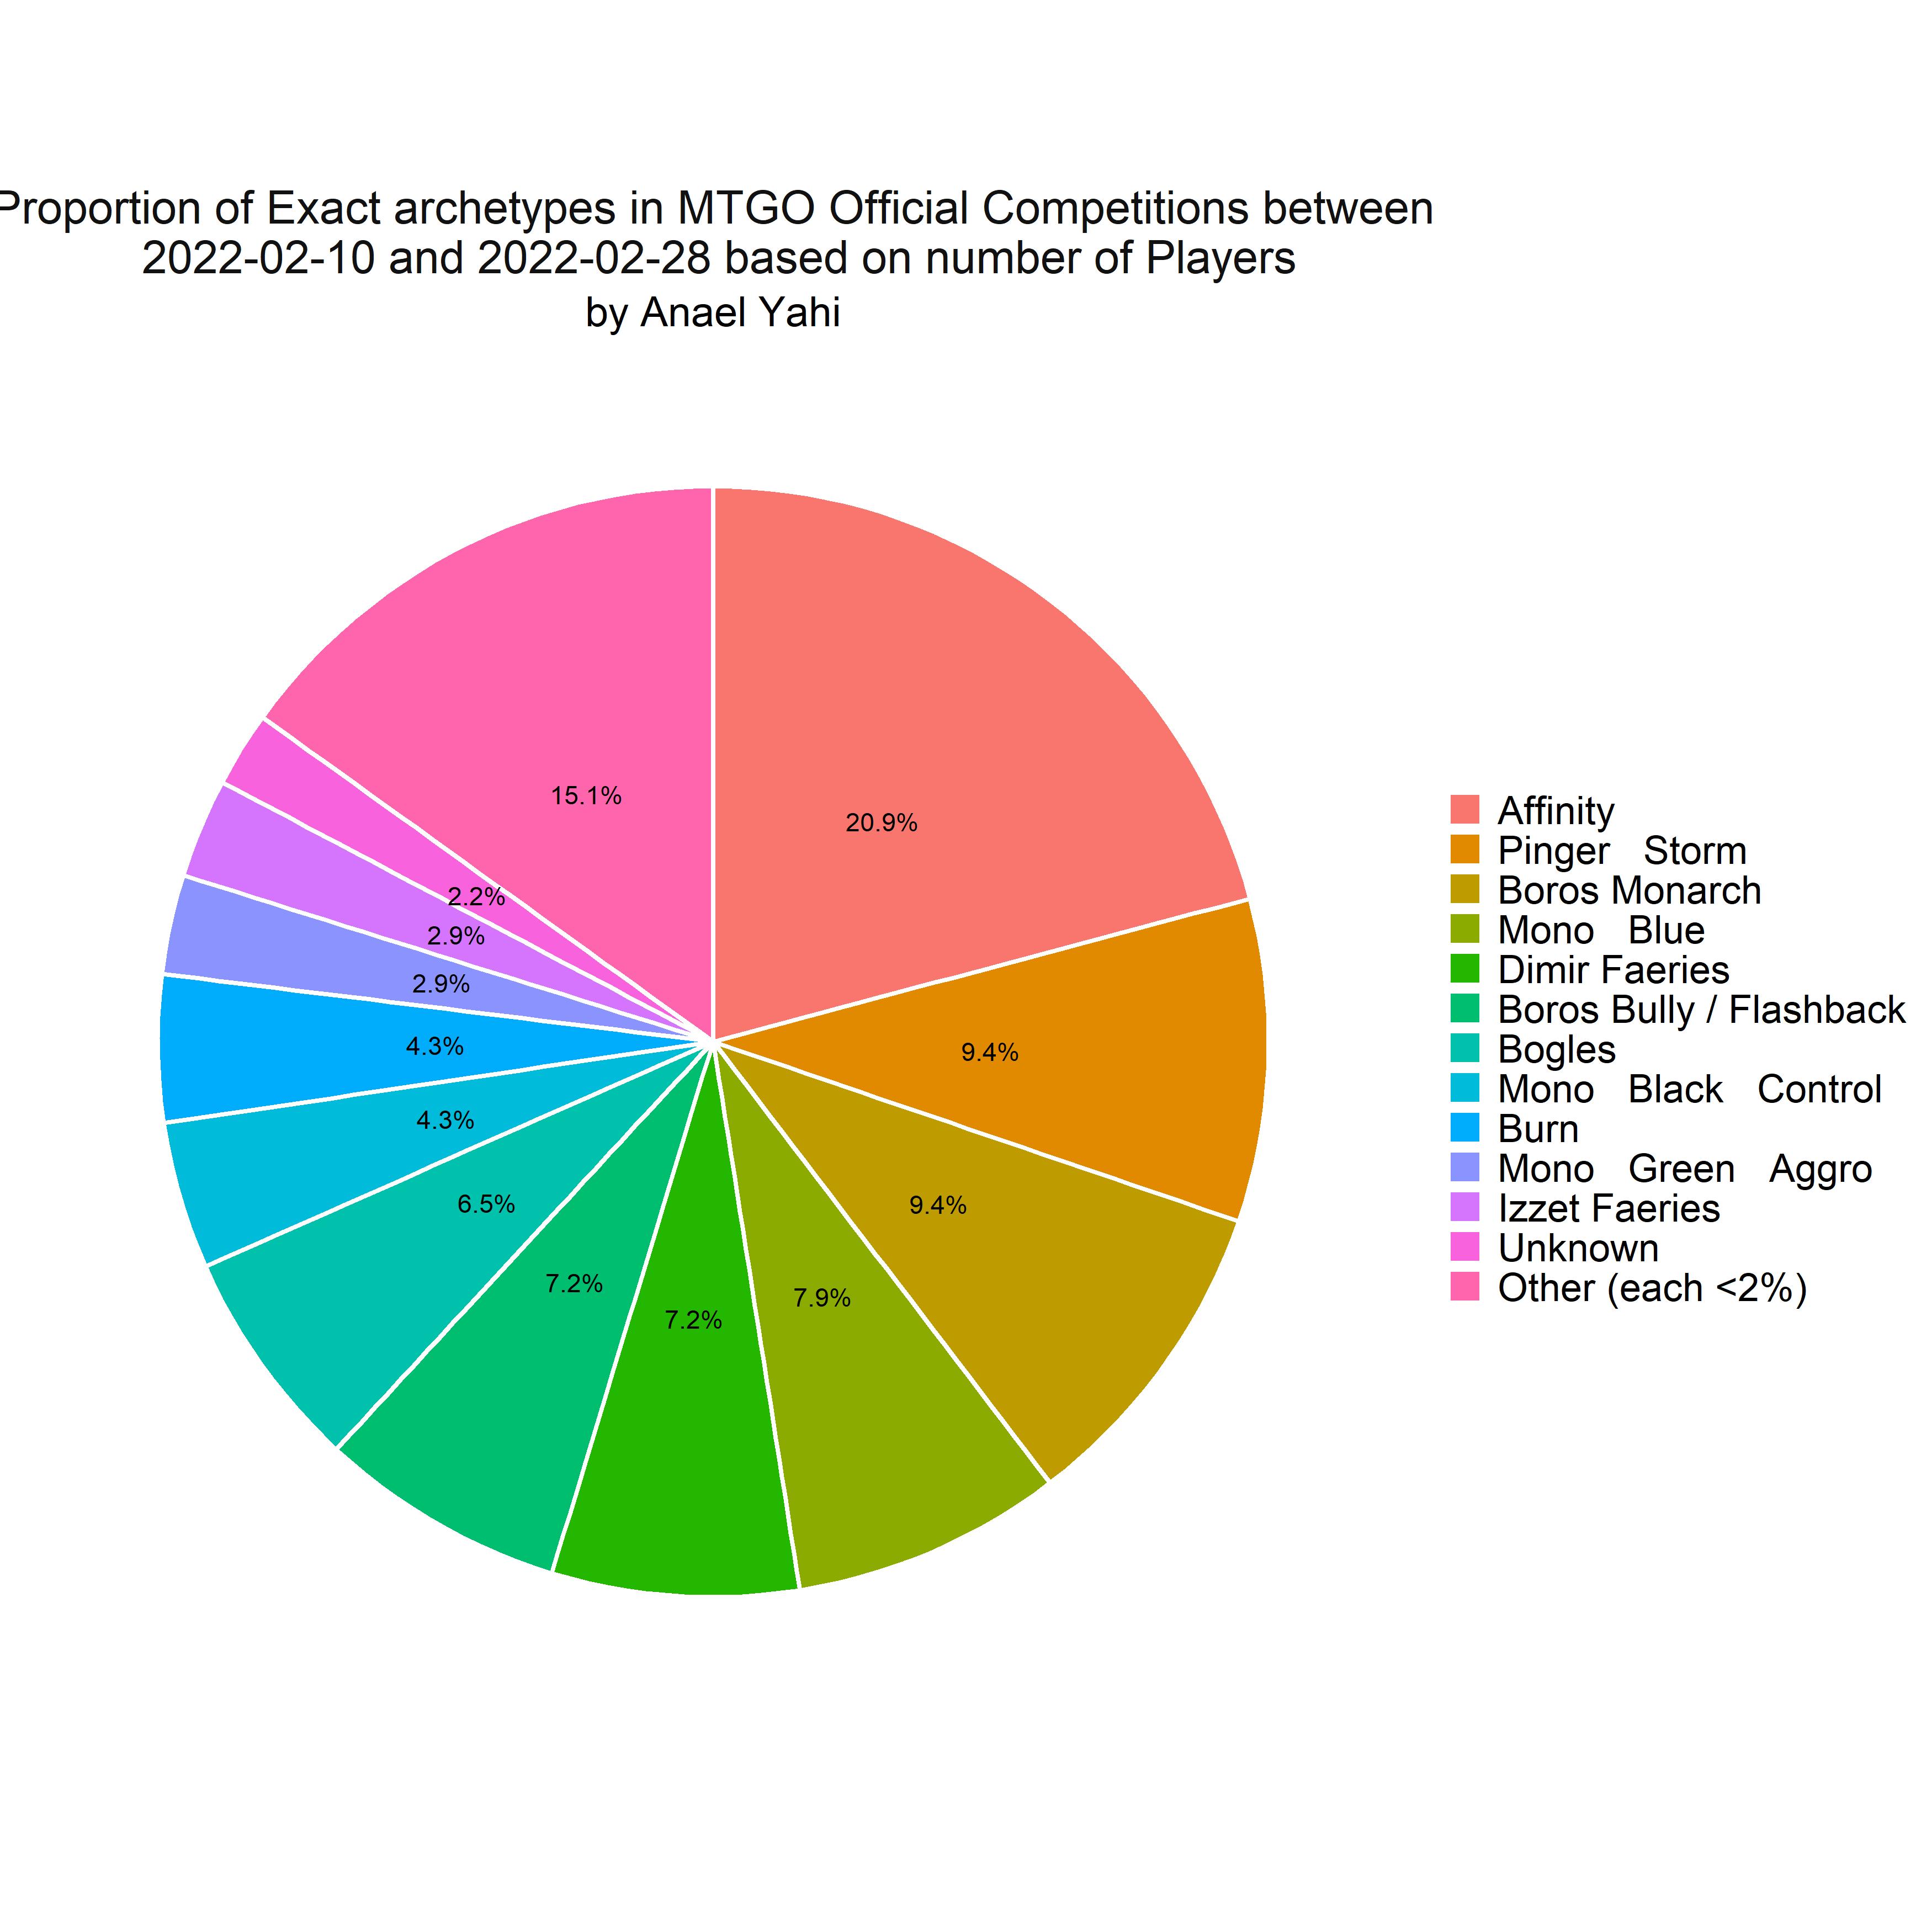 Proportion of Exact archetypes in MTGO Official Competitions between
2022-02-10 and 2022-02-28 based on number of Players
by Anael Yahi
15.1%
20.9%
2.2%
2.9%
2.9%
4.3%
9.4%
4.3%
6.5%
9.4%
7.2%
7.2%
7.9%
Affinity
Pinger Storm
Boros Monarch
Mono Blue
Dimir Faeries
Boros Bully / Flashback
Bogles
Mono Black Control
Burn
Mono Green Aggro
Izzet Faeries
Unknown
Other (each <2%)